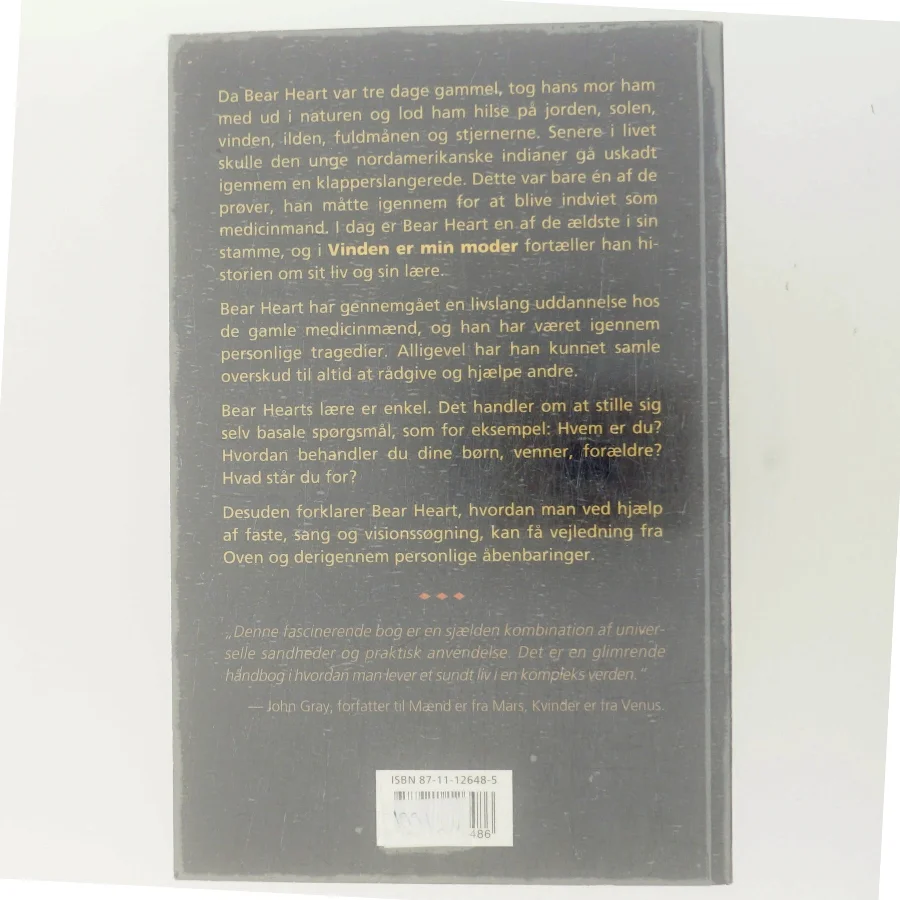 Da Bear Heart var tre dage gammel, tog hans mor ham
med ud i naturen og lod ham hilse på jorden, solen,
vinden, ilden, fuldmånen og stjernerne. Senere i livet
skulle den unge nordamerikanske indianer gå uskadt
igennem en klapperslangerede. Dette var bare én af de
prøver, han måtte igennem for at blive indviet som
medicinmand. I dag er Bear Heart en af de ældste i sin
stamme, og i Vinden er min moder fortæller han hi-
storien om sit liv og sin lære.
Bear Heart har gennemgået en livslang uddannelse hos
de gamle medicinmænd, og han har været igennem
personlige tragedier. Alligevel har han kunnet samle
overskud til altid at rådgive og hjælpe andre.
Bear Hearts lære er enkel. Det handler om at stille sig
selv basale spørgsmål, som for eksempel: Hvem er du?
Hvordan behandler du dine børn, venner, forældre?
Hvad står du for?
Desuden forklarer Bear Heart, hvordan man ved hjælp
af faste, sang og visionssøgning, kan få vejledning fra
Oven og derigennem personlige åbenbaringer.
„Denne fascinerende bog er en sjælden kombination af univer-
selle sandheder og praktisk anvendelse. Det er en glimrende
håndbog i hvordan man lever et sundt liv i en kompleks verden."
— John Gray, forfatter til Mænd er fra Mars, Kvinder er fra Venus.
ISBN 87-11-12648-5
486